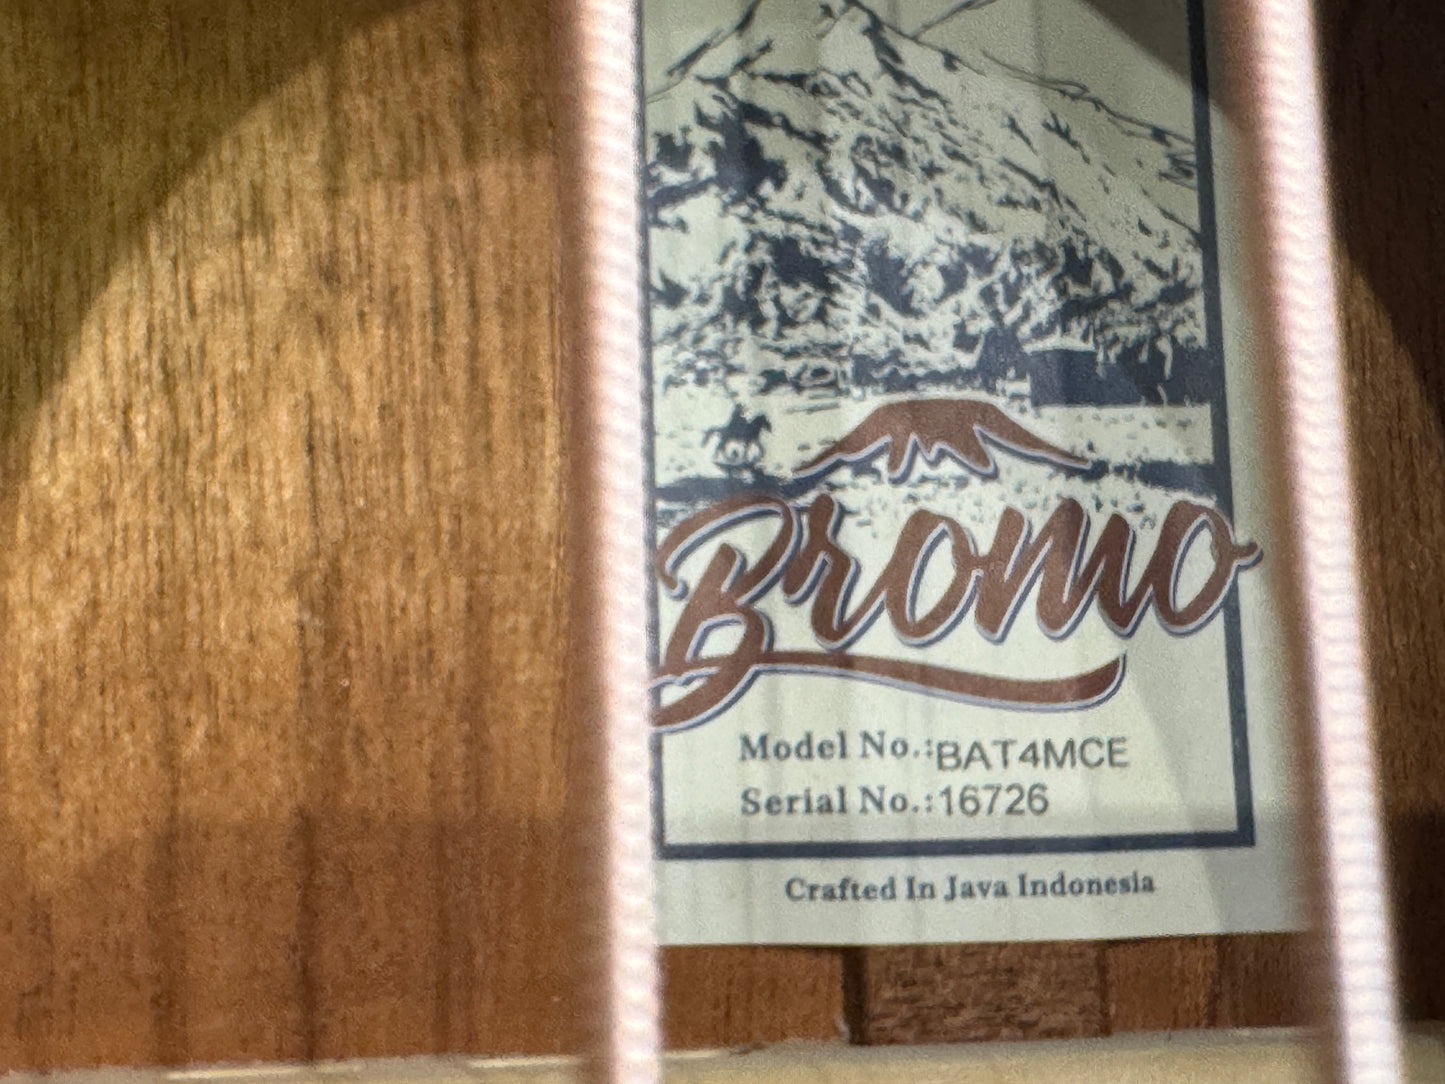 Bromo
Model No.:BAT4MCE
Serial No.:16726
Crafted In Java Indonesia